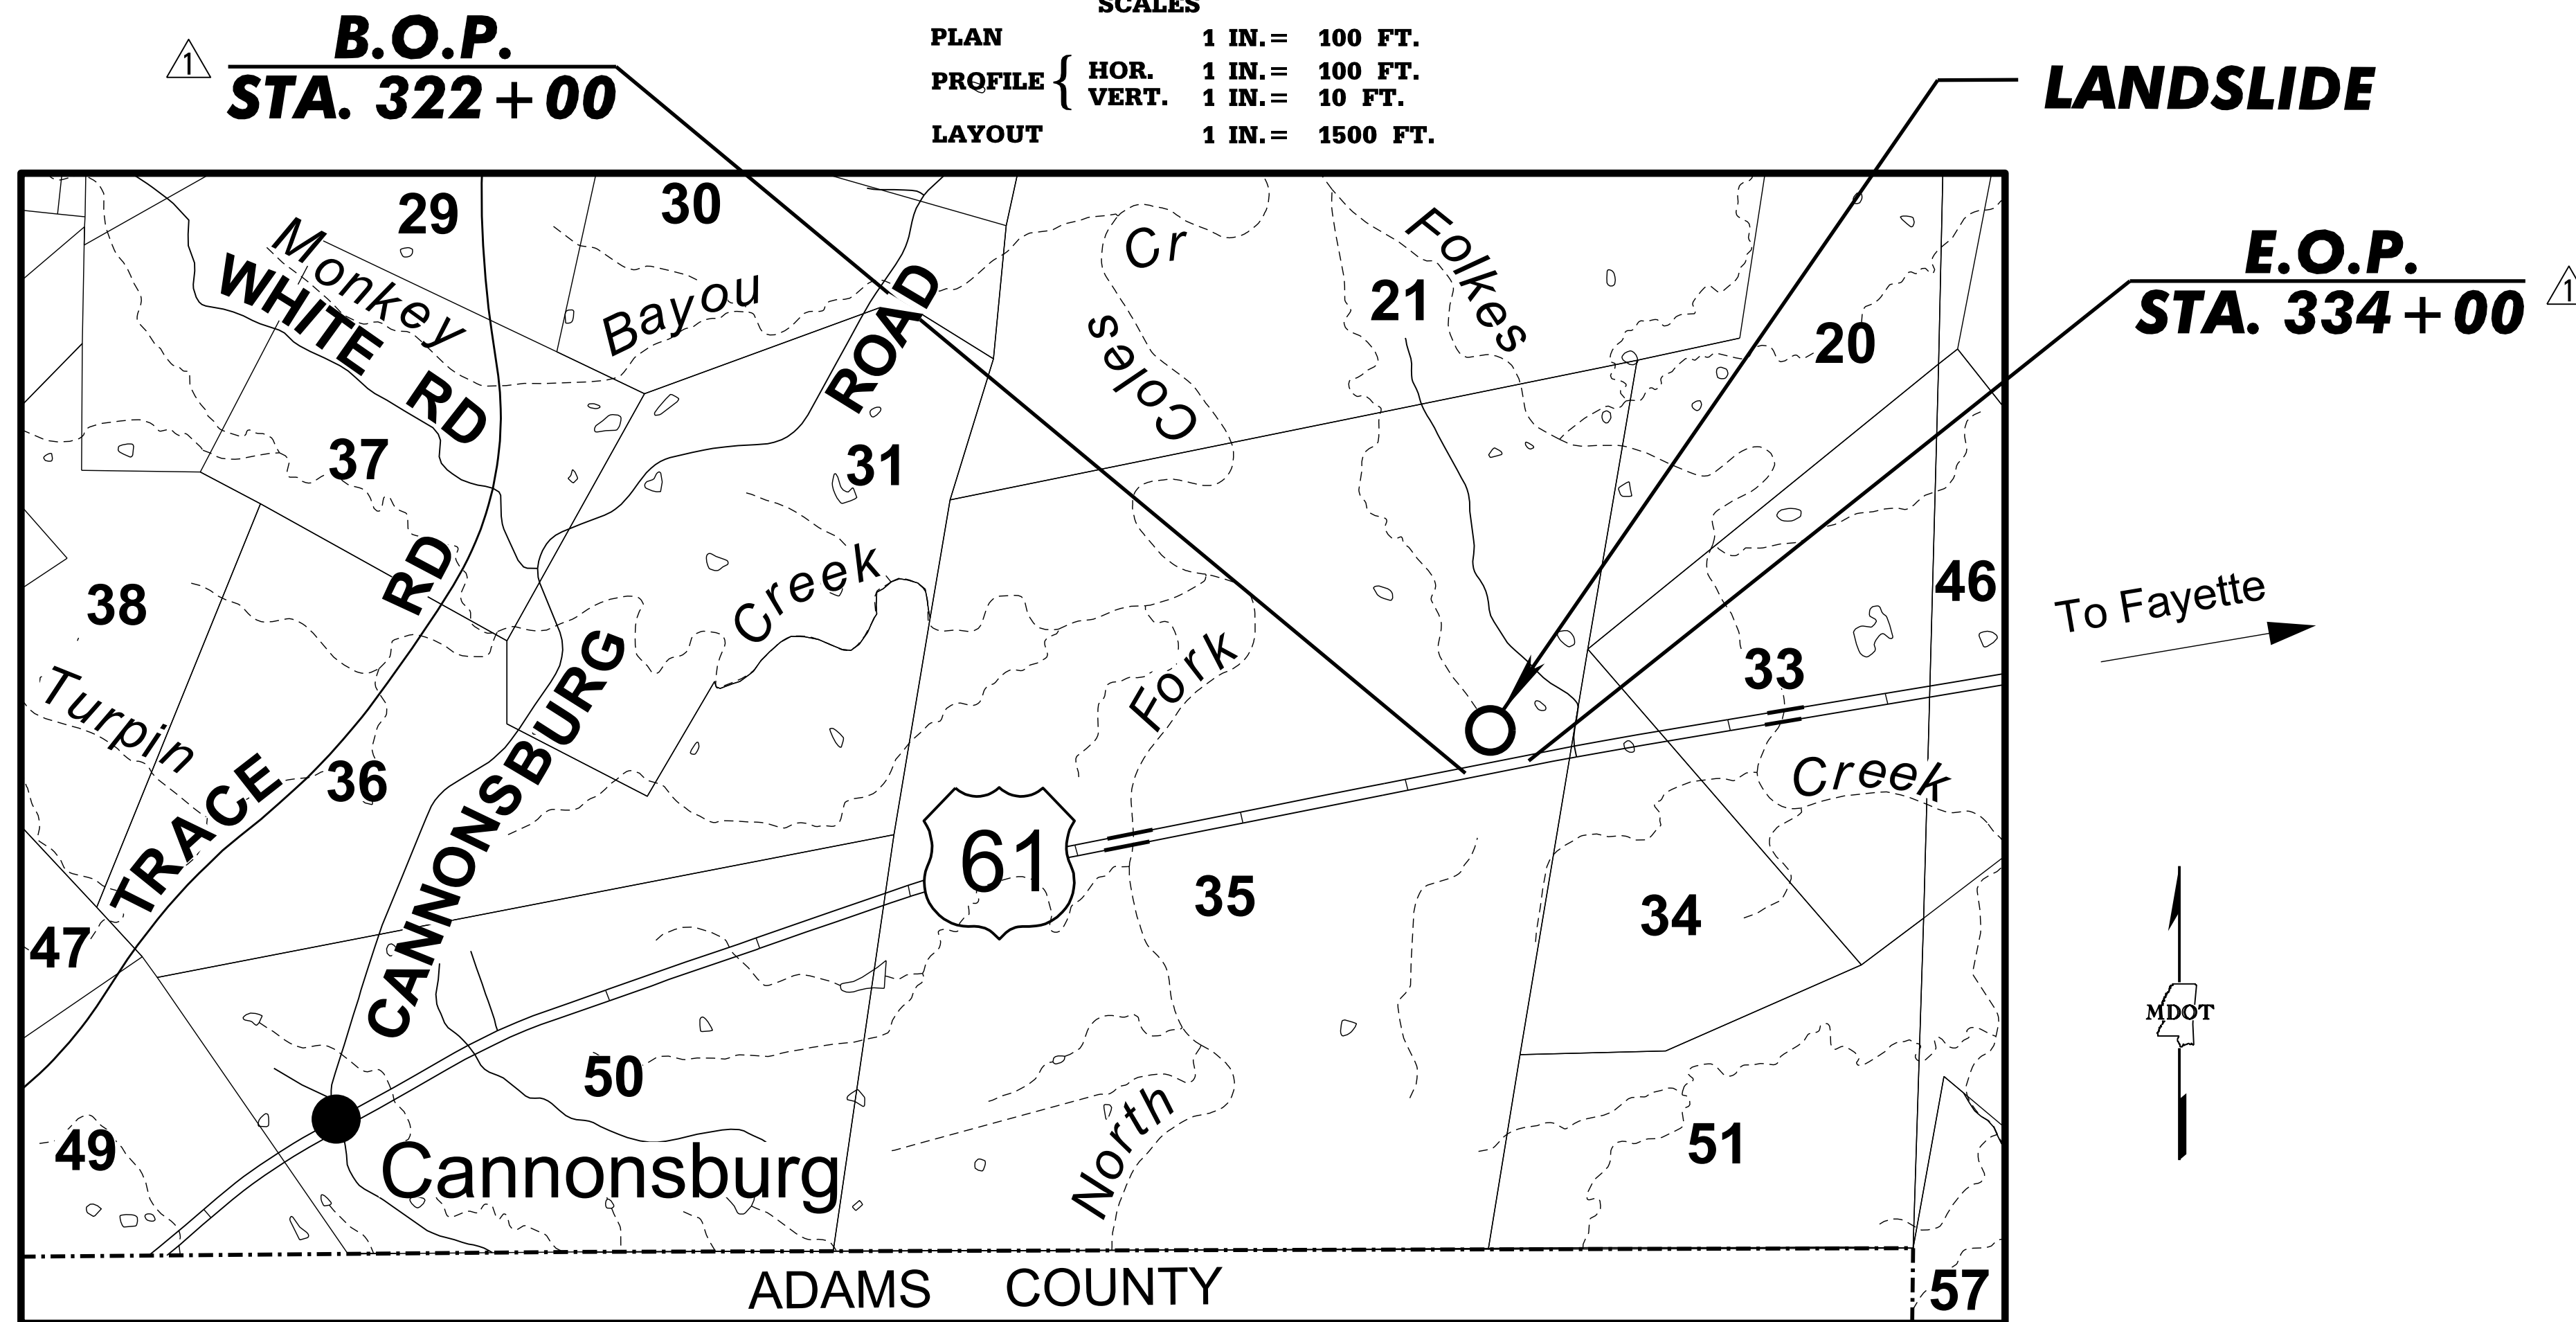 SCALES
PLAN 1 IN.= 100 FT.
PROFILE { HOR. 1 IN.= 100 FT.
VERT. 1 IN.= 10 FT.
LAYOUT 1 IN.= 1500 FT.
1
B.O.P.
STA. 322+00
LANDSLIDE
E.O.P.
STA. 334+00
1
29
30
Monkey
WHITE RD
Bayou
ROAD
Cr
Coles
Folkes
21
20
37
31
RD
38
Creek
46
To Fayette
Turpin
Fork
33
36
TRACE
CANNONSBURG
61
Creek
35
34
47
MDOT
50
49
Cannonsburg
North
51
ADAMS COUNTY
57